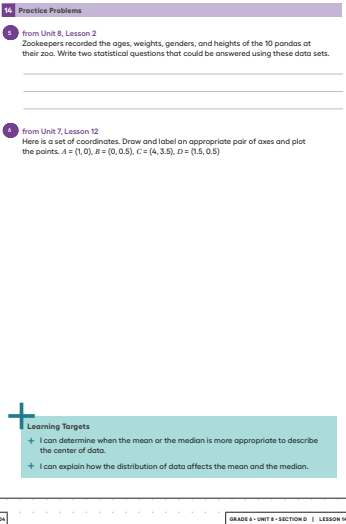 14 Practice Problems
5 from Unit 8, Lesson 2
Zookeepers recorded the ages, weights, genders, and heights of the 10 pandas at
their zoo. Write two statistical questions that could be answered using these data sets.
6 from Unit 7, Lesson 12
Here is a set of coordinates. Draw and label an appropriate pair of axes and plot
the points. A = (1, 0), B = (0, 0.5), C = (4, 3.5), D = (1.5, 0.5)
Learning Targets
+ I can determine when the mean or the median is more appropriate to describe
the center of data.
+ I can explain how the distribution of data affects the mean and the median.
04
GRADE 6 • UNIT 8 • SECTION D | LESSON 14